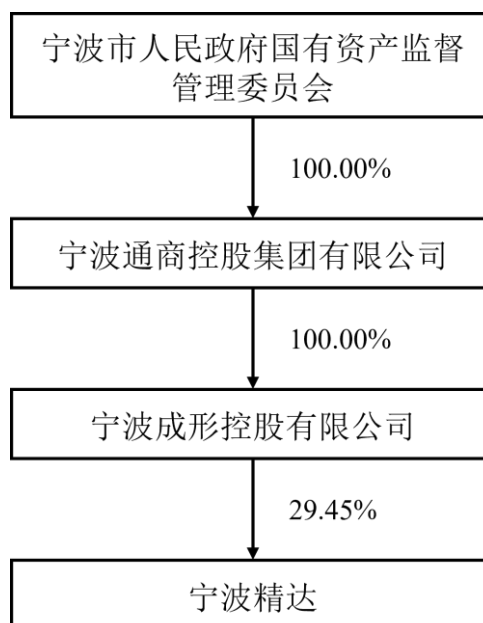 宁波市人民政府国有资产监督
管理委员会
100.00%
宁波通商控股集团有限公司
100.00%
宁波成形控股有限公司
29.45%
宁波精达